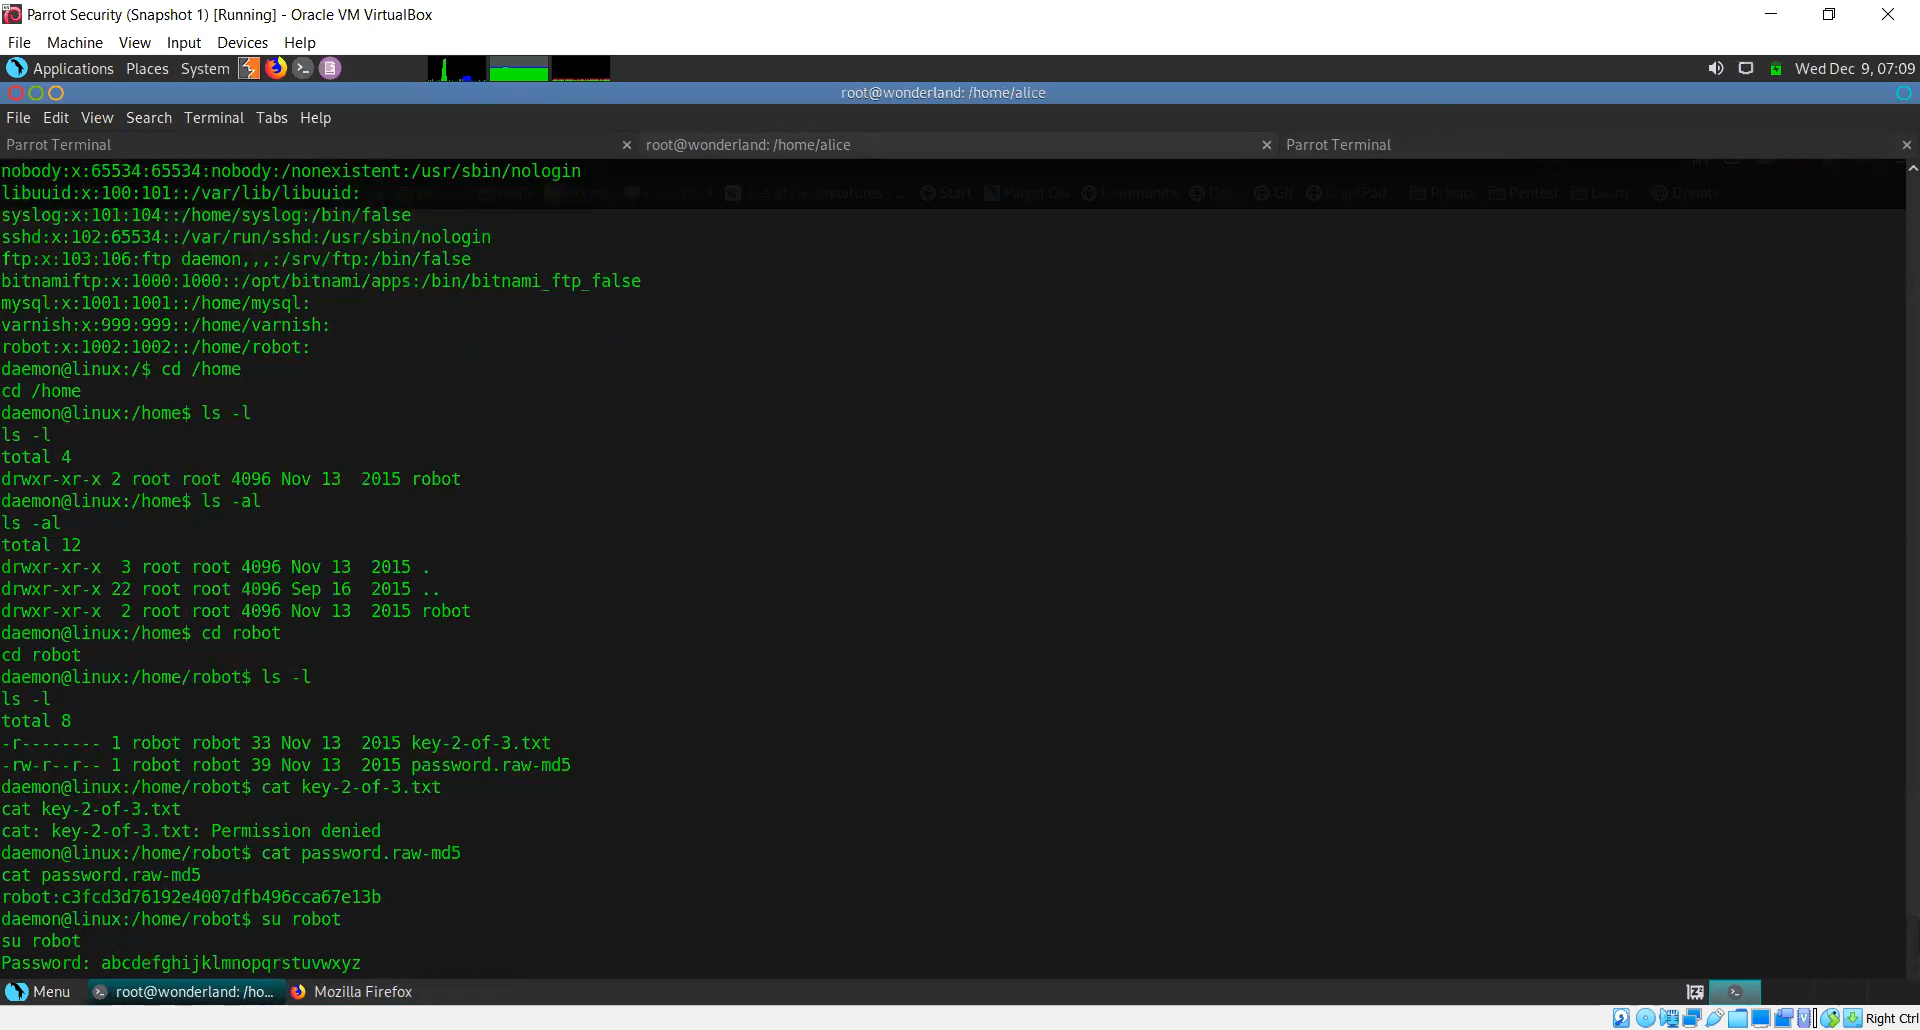 Parrot Security (Snapshot 1) [Running] - Oracle VM VirtualBox
File Machine View Input Devices Help
Applications Places System
Wed Dec 9, 07:09
root@wonderland: /home/alice
File Edit View Search Terminal Tabs Help
Parrot Terminal × root@wonderland: /home/alice × Parrot Terminal ×
nobody:x:65534:65534:nobody:/nonexistent:/usr/sbin/nologin
libuuid:x:100:101::/var/lib/libuuid:
Start Community Git CryptPad Privacy Pentest Learn Donate
syslog:x:101:104::/home/syslog:/bin/false
sshd:x:102:65534::/var/run/sshd:/usr/sbin/nologin
ftp:x:103:106:ftp daemon,,,:/srv/ftp:/bin/false
bitnamiftp:x:1000:1000::/opt/bitnami/apps:/bin/bitnami_ftp_false
mysql:x:1001:1001::/home/mysql:
varnish:x:999:999::/home/varnish:
robot:x:1002:1002::/home/robot:
daemon@linux:/$ cd /home
cd /home
daemon@linux:/home$ ls -l
ls -l
total 4
drwxr-xr-x 2 root root 4096 Nov 13  2015 robot
daemon@linux:/home$ ls -al
ls -al
total 12
drwxr-xr-x  3 root root 4096 Nov 13  2015 .
drwxr-xr-x 22 root root 4096 Sep 16  2015 ..
drwxr-xr-x  2 root root 4096 Nov 13  2015 robot
daemon@linux:/home$ cd robot
cd robot
daemon@linux:/home/robot$ ls -l
ls -l
total 8
-r-------- 1 robot robot 33 Nov 13  2015 key-2-of-3.txt
-rw-r--r-- 1 robot robot 39 Nov 13  2015 password.raw-md5
daemon@linux:/home/robot$ cat key-2-of-3.txt
cat key-2-of-3.txt
cat: key-2-of-3.txt: Permission denied
daemon@linux:/home/robot$ cat password.raw-md5
cat password.raw-md5
robot:c3fcd3d76192e4007dfb496cca67e13b
daemon@linux:/home/robot$ su robot
su robot
Password: abcdefghijklmnopqrstuvwxyz
Menu root@wonderland: /ho... Mozilla Firefox
Right Ctrl